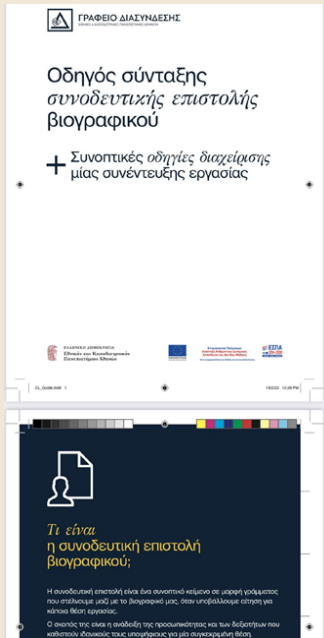 ΓΡΑΦΕΙΟ ΔΙΑΣΥΝΔΕΣΗΣ
Οδηγός σύνταξης
συνοδευτικής επιστολής
βιογραφικού
+ Συνοπτικές οδηγίες διαχείρισης
μίας συνέντευξης εργασίας
ΕΛΛΗΝΙΚΗ ΔΗΜΟΚΡΑΤΙΑ
Εθνικόν και Καποδιστριακόν
Πανεπιστήμιον Αθηνών
ΕΣΠΑ
Τι είναι
η συνοδευτική επιστολή
βιογραφικού;
Η συνοδευτική επιστολή είναι ένα συνοπτικό κείμενο σε μορφή γράμματος
που στέλνουμε μαζί με το βιογραφικό μας, όταν υποβάλλουμε αίτηση για
κάποια θέση εργασίας.
Ο σκοπός της είναι η ανάδειξη της προσωπικότητας και των δεξιοτήτων που
καθιστούν ιδανικούς τους υποψήφιους για μία συγκεκριμένη θέση.